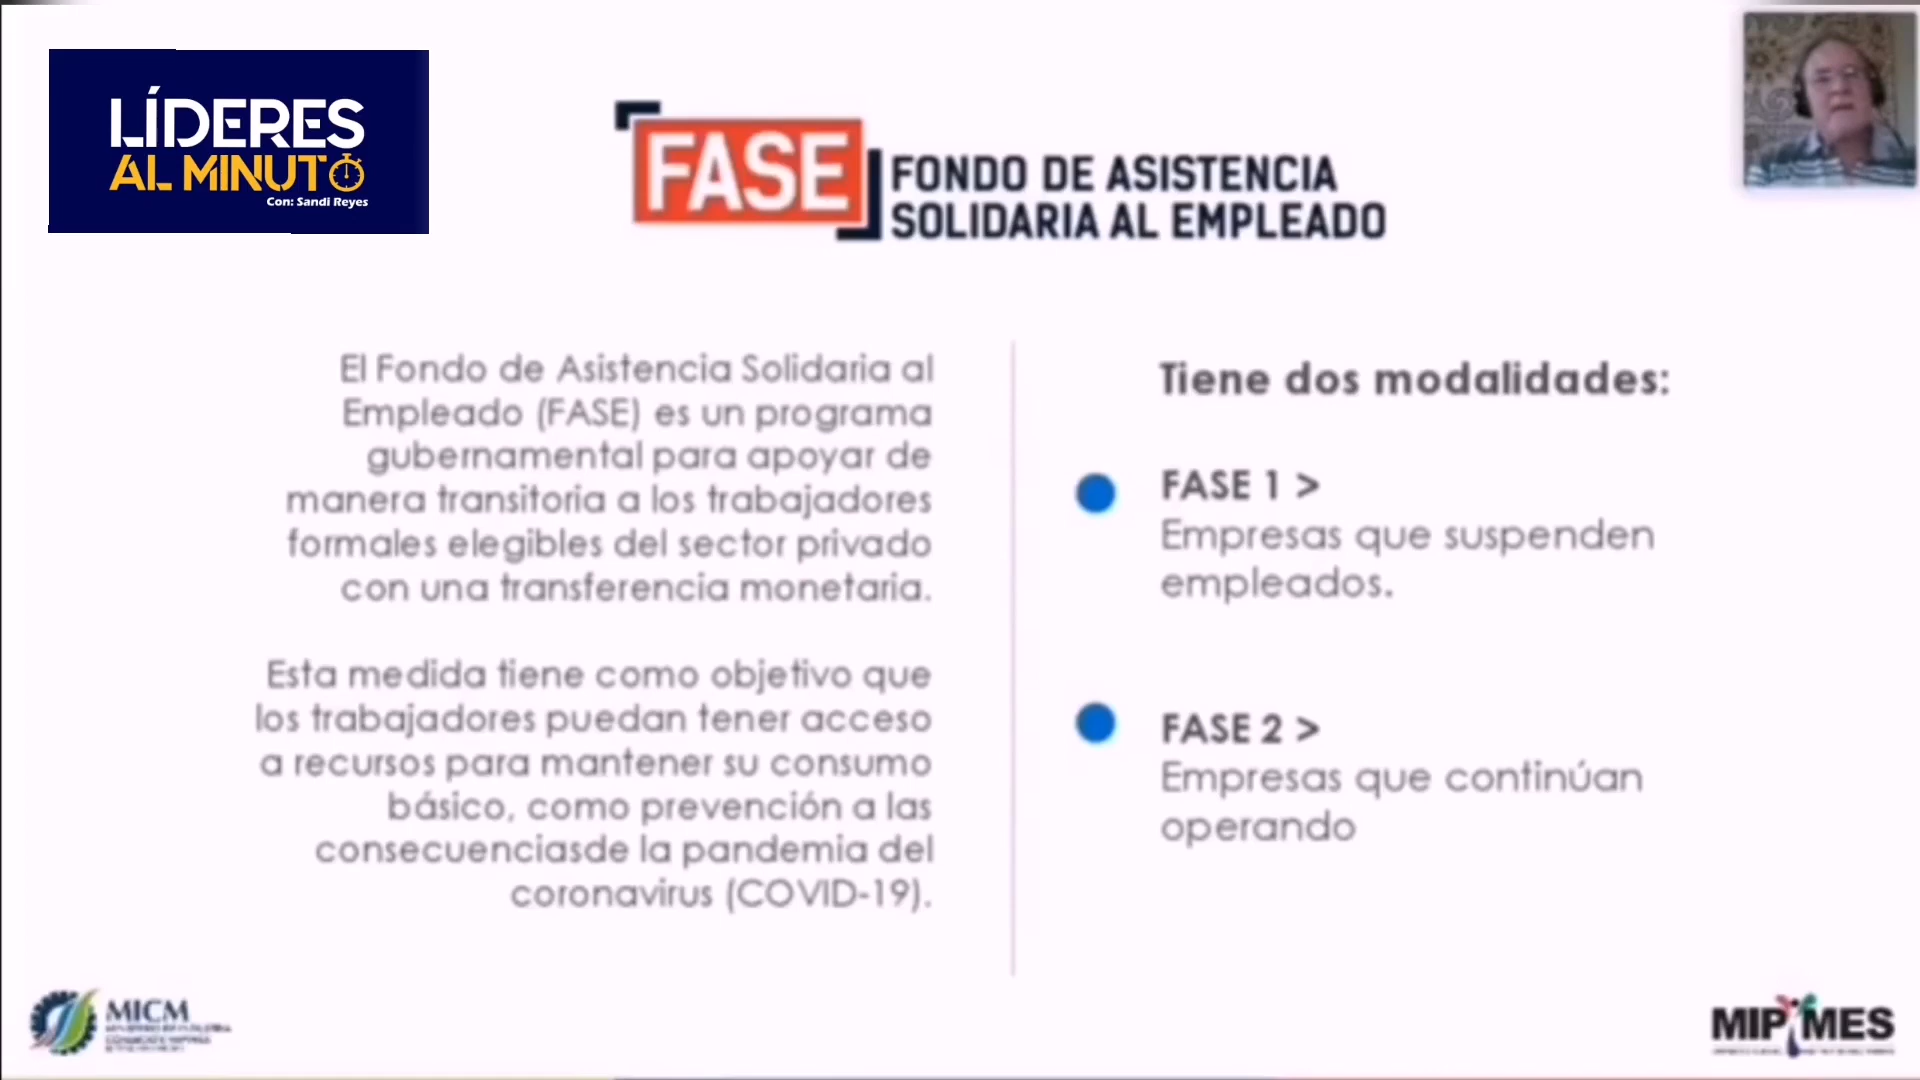 LÍDERES
AL MINUTO
Con: Sandi Reyes
FASE
FONDO DE ASISTENCIA
SOLIDARIA AL EMPLEADO
El Fondo de Asistencia Solidaria al
Empleado (FASE) es un programa
gubernamental para apoyar de
manera transitoria a los trabajadores
formales elegibles del sector privado
con una transferencia monetaria.
Esta medida tiene como objetivo que
los trabajadores puedan tener acceso
a recursos para mantener su consumo
básico, como prevención a las
consecuenciasde la pandemia del
coronavirus (COVID-19).
Tiene dos modalidades:
FASE 1 >
Empresas que suspenden
empleados.
FASE 2 >
Empresas que continúan
operando
MICM
MIPYMES